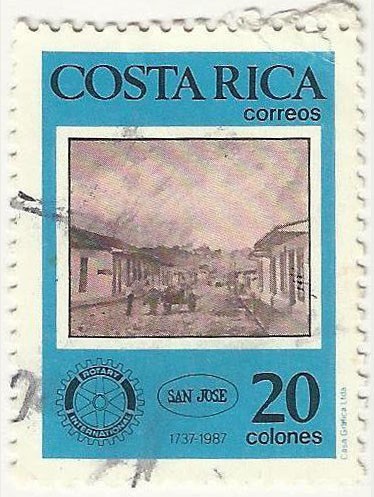 COSTA RICA
correos
ROTARY
INTERNATIONAL
SAN JOSE
1737-1987
20
colones
Casa Gráfica Ltda